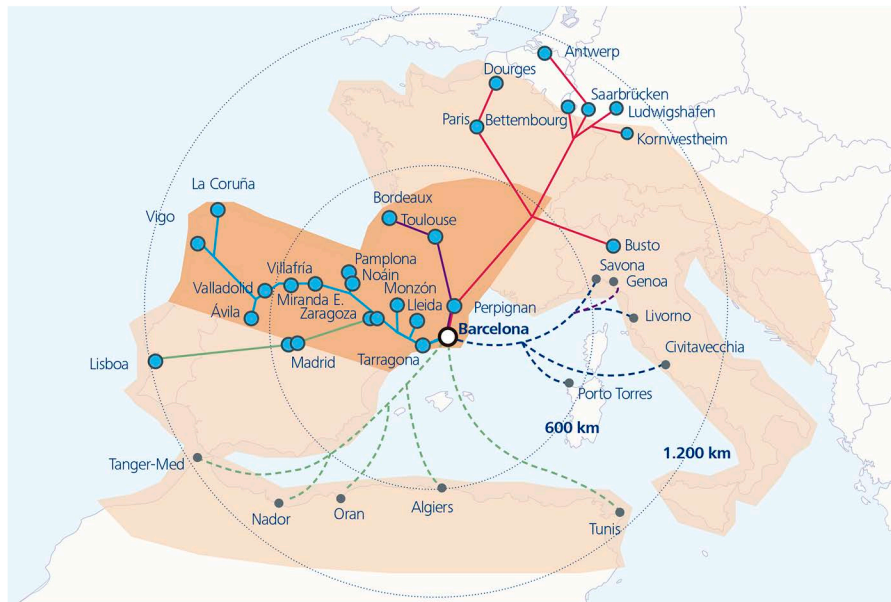 Antwerp
Dourges
Saarbrücken
Ludwigshafen
Paris
Bettembourg
Kornwestheim
La Coruña
Bordeaux
Vigo
Toulouse
Busto
Pamplona
Savona
Villafría
Noáin
Genoa
Valladolid
Monzón
Miranda E.
Lleida
Perpignan
Ávila
Zaragoza
Livorno
Barcelona
Civitavecchia
Lisboa
Madrid
Tarragona
Porto Torres
600 km
1.200 km
Tanger-Med
Algiers
Oran
Nador
Tunis